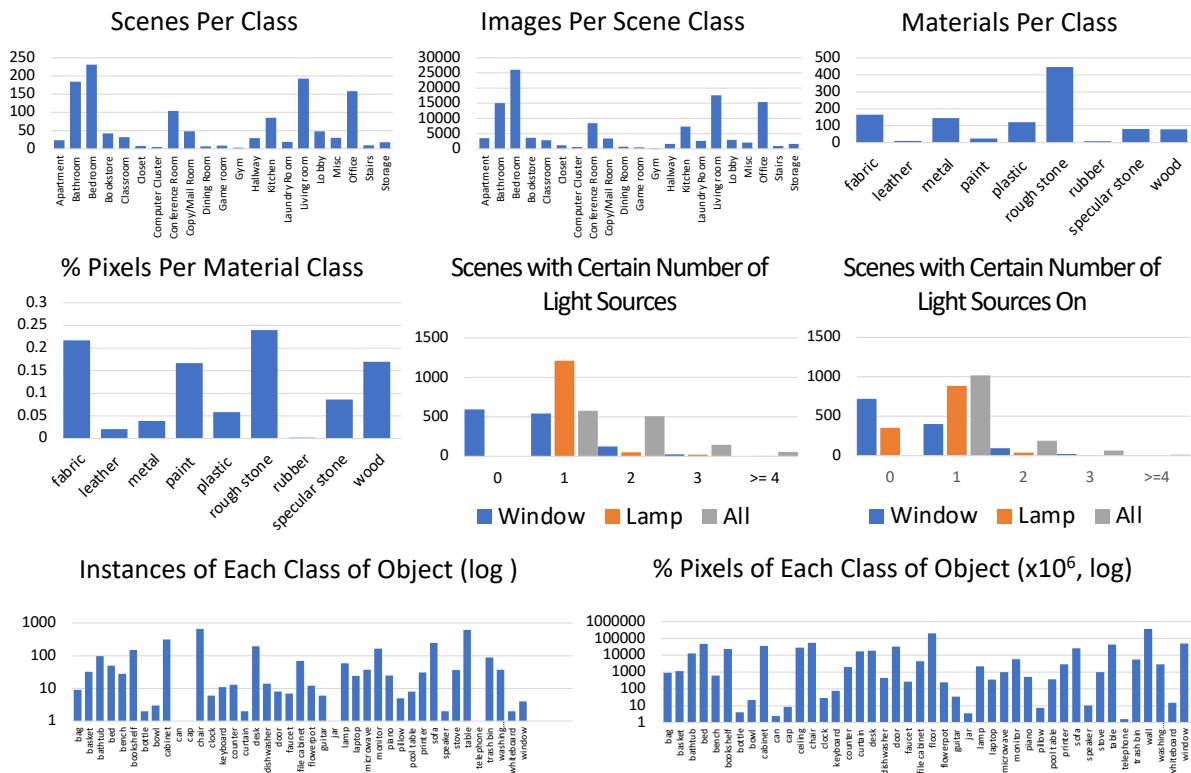 Scenes Per Class
250
200
150
100
50
0
Apartment
Bathroom
Bedroom
Bookstore
Classroom
Closet
Computer Cluster
Conference Room
Copy/Mail Room
Dining Room
Game room
Gym
Hallway
Kitchen
Laundry Room
Living room
Lobby
Misc
Office
Stairs
Storage
Images Per Scene Class
30000
25000
20000
15000
10000
5000
0
Apartment
Bathroom
Bedroom
Bookstore
Classroom
Closet
Computer Cluster
Conference Room
Copy/Mail Room
Dining Room
Game room
Gym
Hallway
Kitchen
Laundry Room
Living room
Lobby
Misc
Office
Stairs
Storage
Materials Per Class
500
400
300
200
100
0
fabric
leather
metal
paint
plastic
rough stone
rubber
specular stone
wood
% Pixels Per Material Class
0.3
0.25
0.2
0.15
0.1
0.05
0
fabric
leather
metal
paint
plastic
rough stone
rubber
specular stone
wood
Scenes with Certain Number of
Light Sources
1500
1000
500
0
0 1 2 3 >= 4
Window Lamp All
Scenes with Certain Number of
Light Sources On
1500
1000
500
0
0 1 2 3 >=4
Window Lamp All
Instances of Each Class of Object (log )
1000
100
10
1
bag
basket
bathtub
bed
bench
bookshelf
bottle
bowl
cabinet
can
cap
chair
clock
keyboard
counter
curtain
desk
dishwasher
door
faucet
file cabinet
flowerpot
guitar
jar
lamp
laptop
microwave
monitor
piano
pillow
pool table
printer
sofa
speaker
stove
table
telephone
trash bin
washing...
whiteboard
window
% Pixels of Each Class of Object (x10⁶, log)
1000000
100000
10000
1000
100
10
1
bag
basket
bathtub
bed
bench
bookshelf
bottle
bowl
cabinet
can
cap
ceiling
chair
clock
keyboard
counter
curtain
desk
dishwasher
door
faucet
file cabinet
floor
flowerpot
guitar
jar
lamp
laptop
microwave
monitor
piano
pillow
pool table
printer
sofa
speaker
stove
table
telephone
trash bin
wall
washing...
whiteboard
window